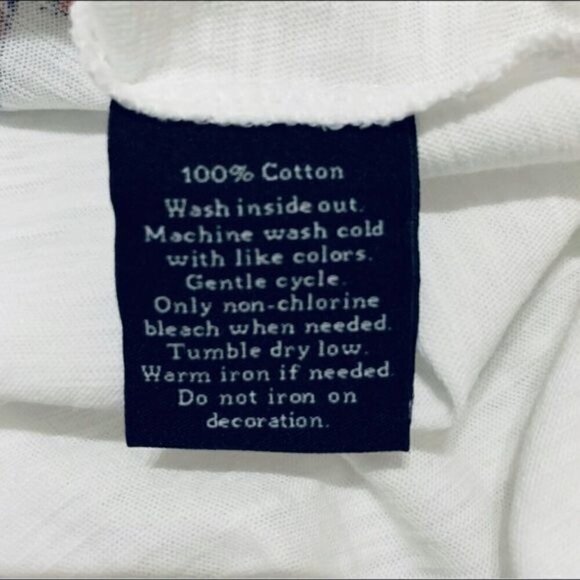 100% Cotton
Wash inside out.
Machine wash cold
with like colors.
Gentle cycle.
Only non-chlorine
bleach when needed.
Tumble dry low.
Warm iron if needed
Do not iron on
decoration.